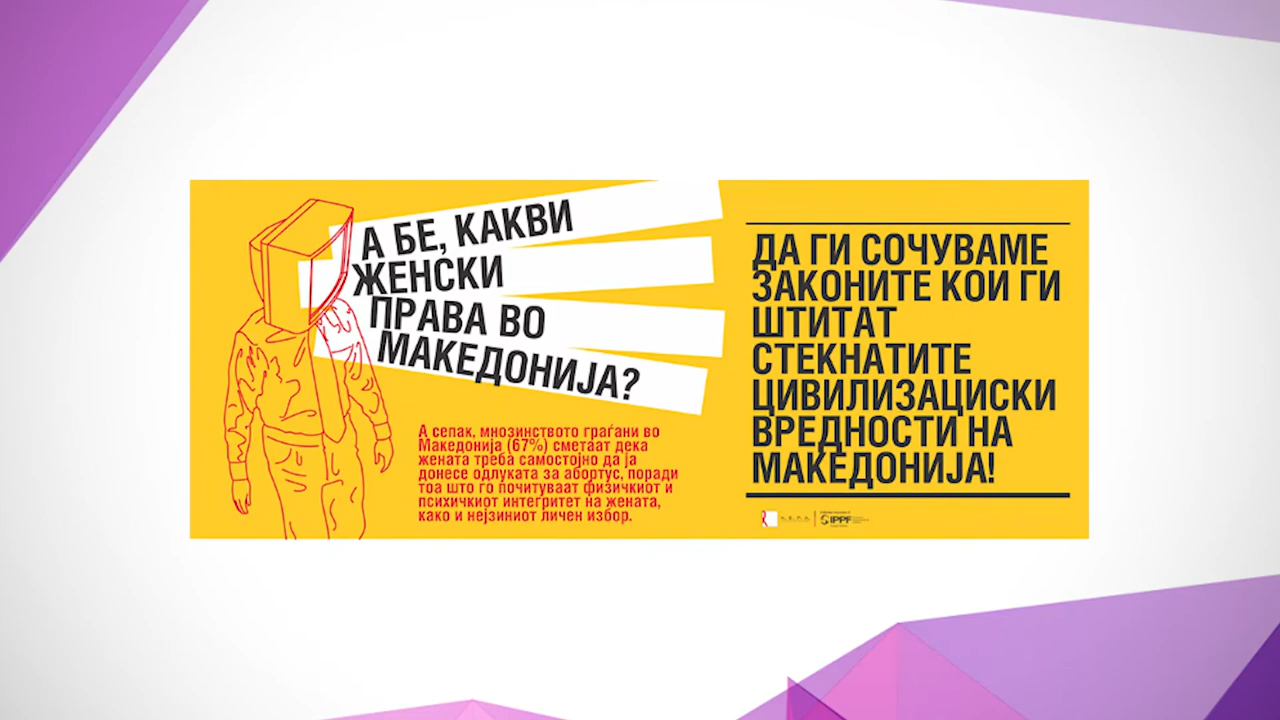 А БЕ, КАКВИ
ЖЕНСКИ
ПРАВА ВО
МАКЕДОНИЈА?
А сепак, мнозинството граѓани во
Македонија (67%) сметаат дека
жената треба самостојно да ја
донесе одлуката за абортус, поради
тоа што го почитуваат физичкиот и
психичкиот интегритет на жената,
како и нејзиниот личен избор.
ДА ГИ СОЧУВАМЕ
ЗАКОНИТЕ КОИ ГИ
ШТИТАТ
СТЕКНАТИТЕ
ЦИВИЛИЗАЦИСКИ
ВРЕДНОСТИ НА
МАКЕДОНИЈА!
IPPF